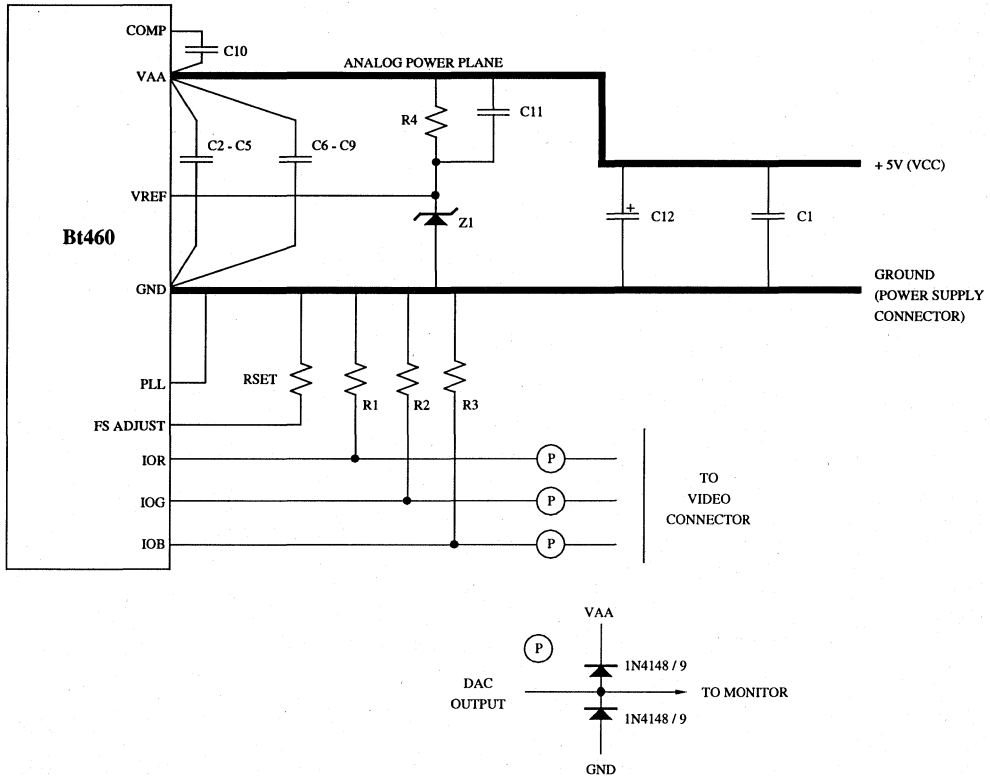 COMP
C10
VAA
ANALOG POWER PLANE
R4
C11
C2 - C5
C6 - C9
+ 5V (VCC)
VREF
Z1
+
C12
C1
Bt460
GND
GROUND
(POWER SUPPLY
CONNECTOR)
PLL
RSET
R1
R2
R3
FS ADJUST
IOR
P
IOG
P
IOB
P
TO
VIDEO
CONNECTOR
VAA
P
1N4148 / 9
DAC
OUTPUT
TO MONITOR
1N4148 / 9
GND